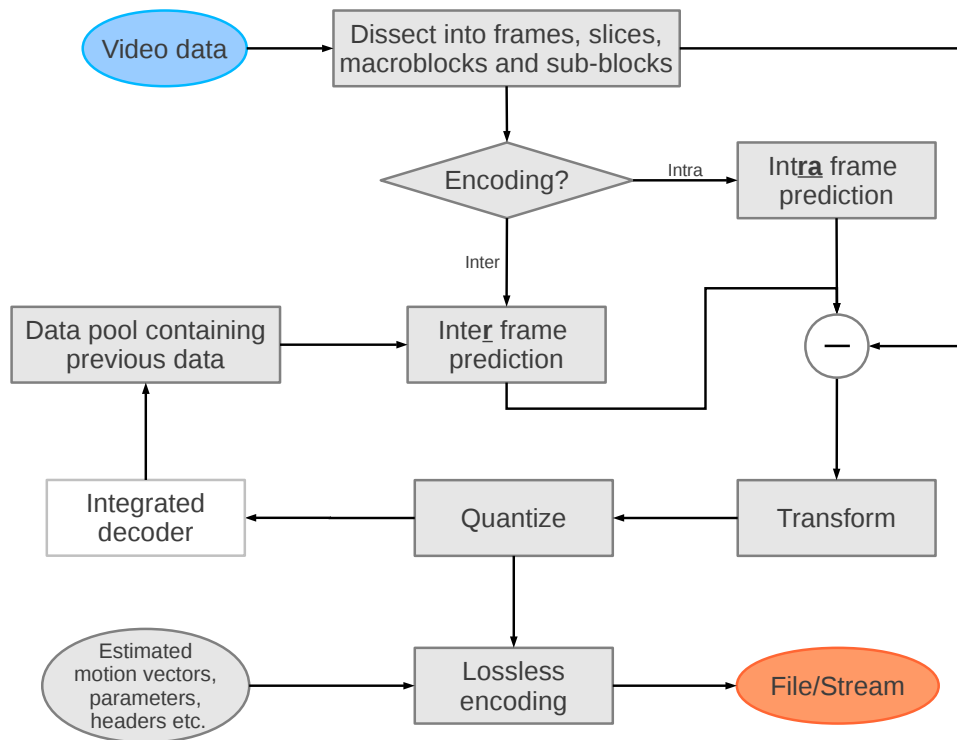 Video data
Dissect into frames, slices,
macroblocks and sub-blocks
Encoding?
Intra
Intra frame
prediction
Inter
Data pool containing
previous data
Inter frame
prediction
−
Integrated
decoder
Quantize
Transform
Estimated
motion vectors,
parameters,
headers etc.
Lossless
encoding
File/Stream